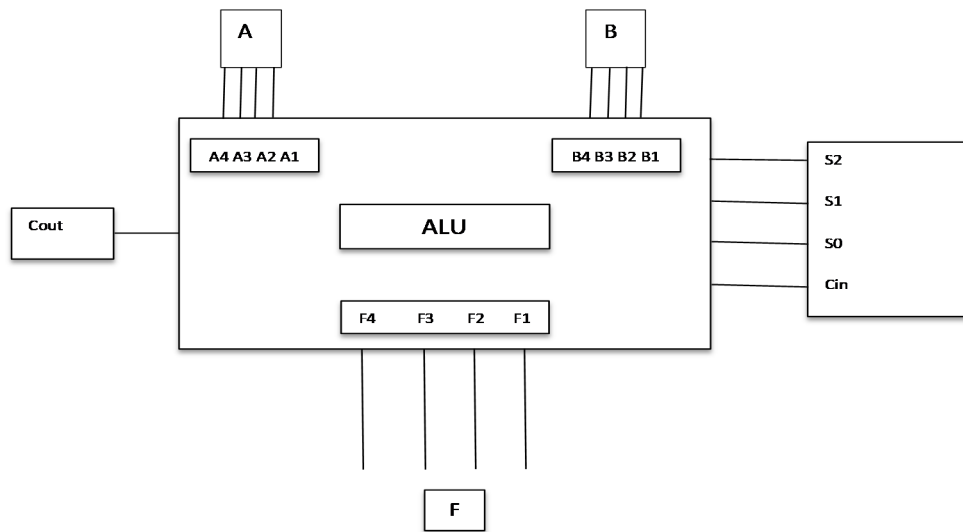 A
B
A4 A3 A2 A1
B4 B3 B2 B1
S2
S1
Cout
ALU
S0
Cin
F4 F3 F2 F1
F